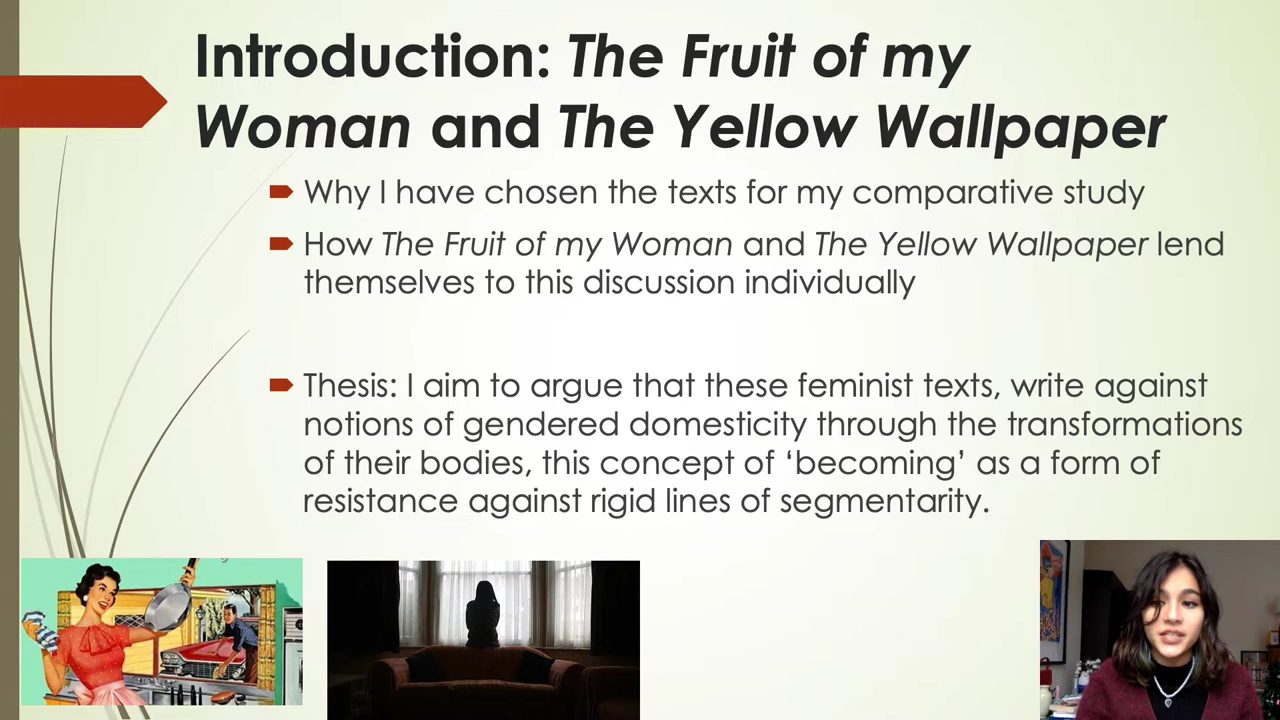 Introduction: The Fruit of my
Woman and The Yellow Wallpaper
Why I have chosen the texts for my comparative study
How The Fruit of my Woman and The Yellow Wallpaper lend
themselves to this discussion individually
Thesis: I aim to argue that these feminist texts, write against
notions of gendered domesticity through the transformations
of their bodies, this concept of ‘becoming’ as a form of
resistance against rigid lines of segmentarity.